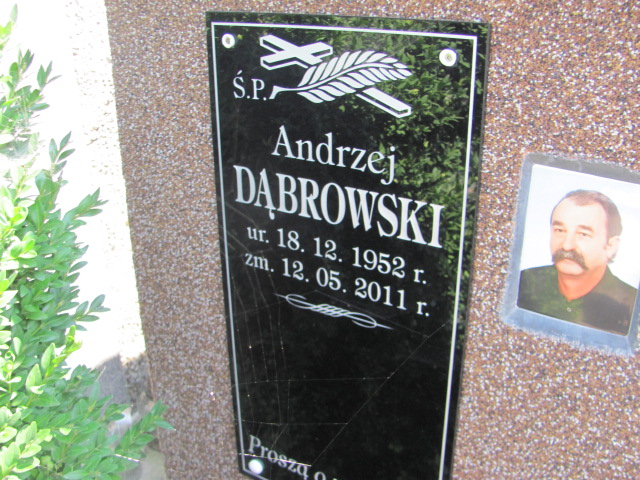 Ś.P.
Andrzej
DĄBROWSKI
ur. 18. 12. 1952 r.
zm. 12. 05. 2011 r.
Proszą o